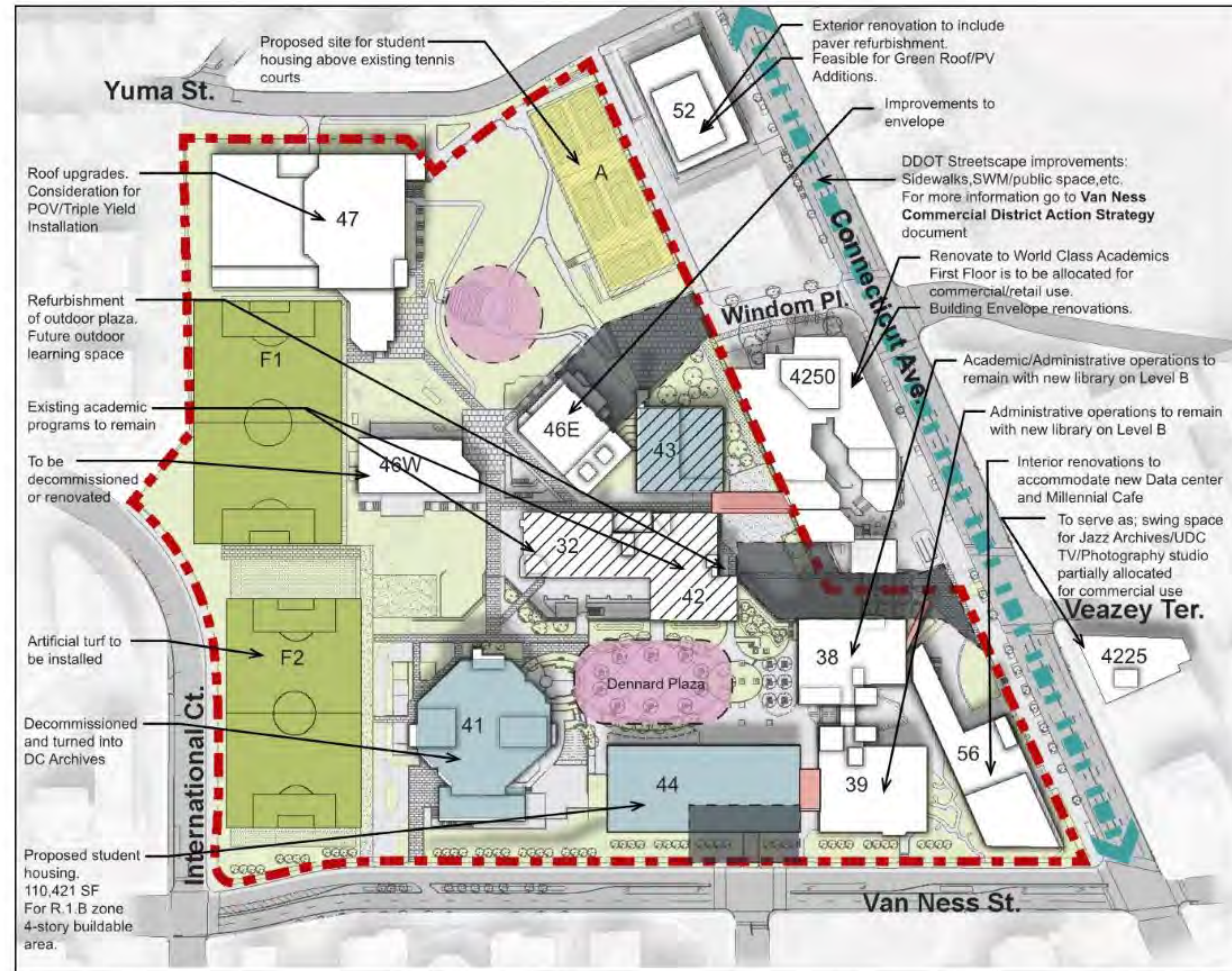 Proposed site for student
housing above existing tennis
courts
Exterior renovation to include
paver refurbishment.
Feasible for Green Roof/PV
Additions.
Yuma St.
52
Improvements to
envelope
A
DDOT Streetscape improvements:
Sidewalks,SWM/public space,etc.
For more information go to Van Ness
Commercial District Action Strategy
document
Roof upgrades.
Consideration for
POV/Triple Yield
Installation
47
Connecticut Ave.
Renovate to World Class Academics
First Floor is to be allocated for
commercial/retail use.
Building Envelope renovations.
Refurbishment
of outdoor plaza.
Future outdoor
learning space
Windom Pl.
F1
4250
Academic/Administrative operations to
remain with new library on Level B
Existing academic
programs to remain
46E
43
Administrative operations to remain
with new library on Level B
To be
decommissioned
or renovated
46W
Interior renovations to
accommodate new Data center
and Millennial Cafe
32
42
To serve as; swing space
for Jazz Archives/UDC
TV/Photography studio
partially allocated
for commercial use
Veazey Ter.
Artificial turf to
be installed
F2
38
4225
Dennard Plaza
International Ct.
Decommissioned
and turned into
DC Archives
41
44
39
56
Proposed student
housing.
110,421 SF
For R.1.B zone
4-story buildable
area.
Van Ness St.